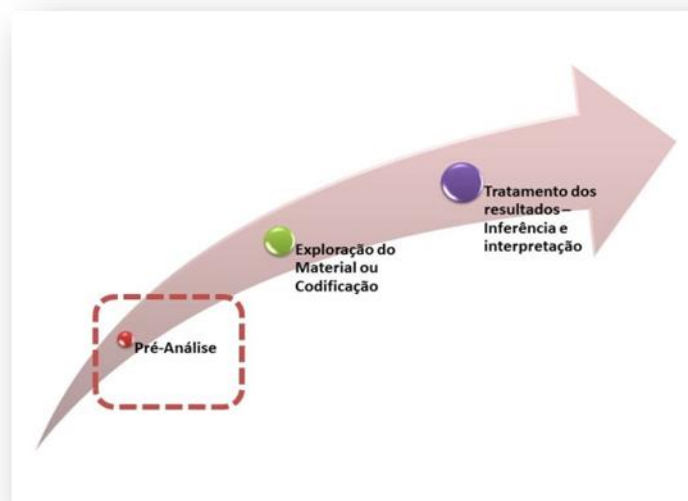 Pré-Análise
Exploração do
Material ou
Codificação
Tratamento dos
resultados –
Inferência e
interpretação